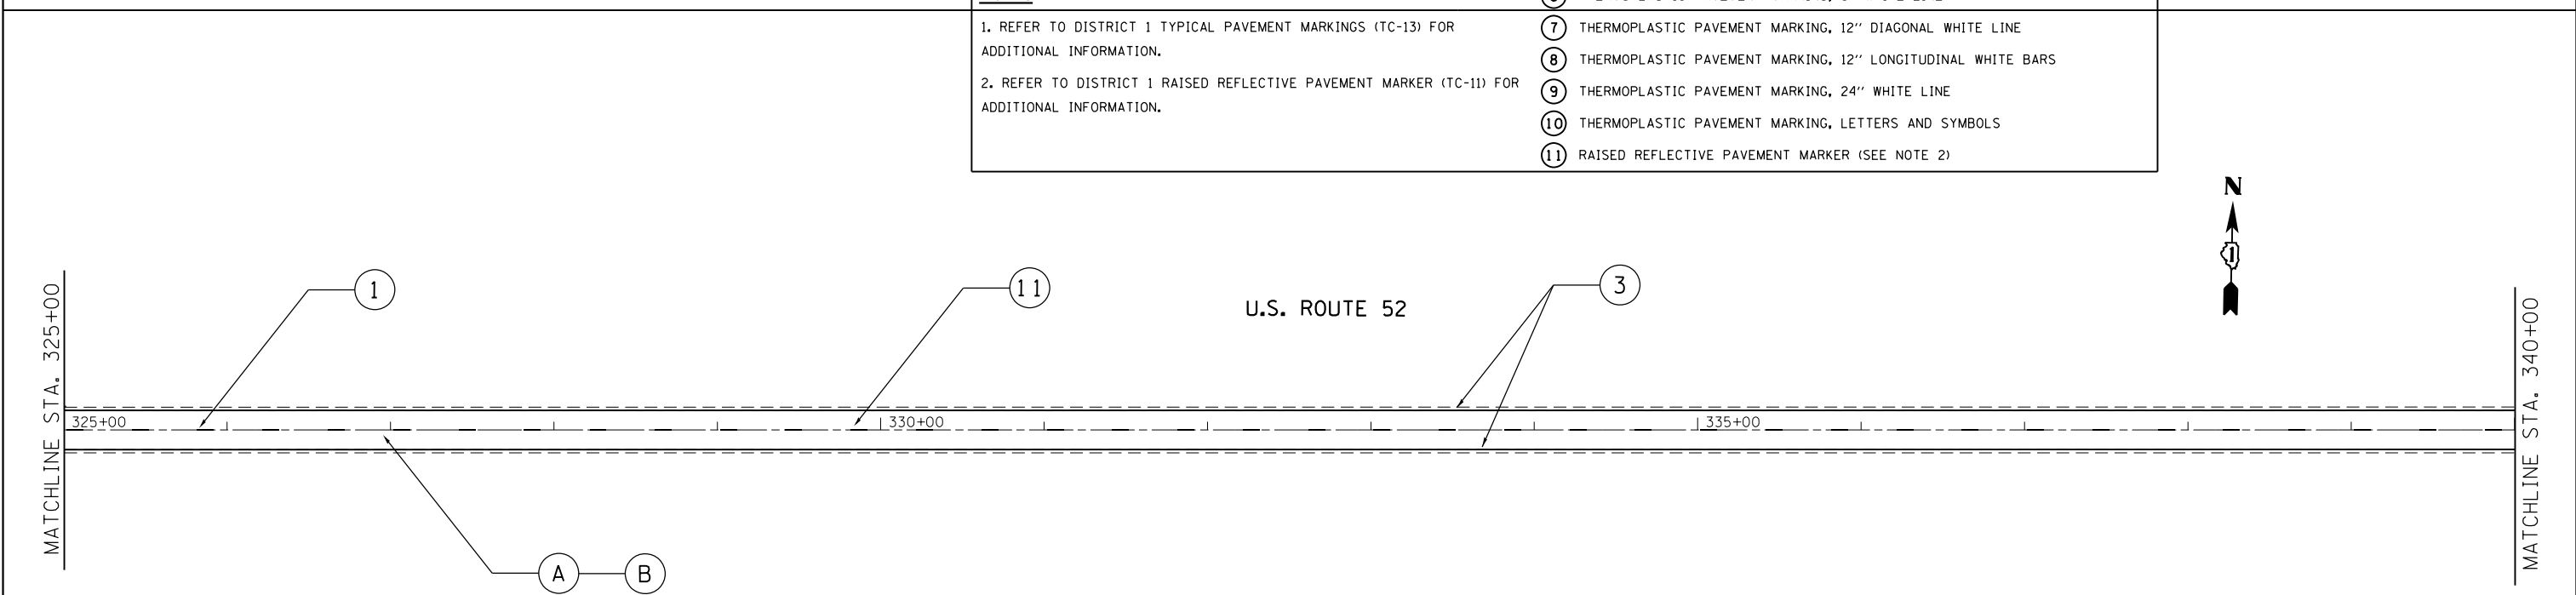 1. REFER TO DISTRICT 1 TYPICAL PAVEMENT MARKINGS (TC-13) FOR
ADDITIONAL INFORMATION.
2. REFER TO DISTRICT 1 RAISED REFLECTIVE PAVEMENT MARKER (TC-11) FOR
ADDITIONAL INFORMATION.
7 THERMOPLASTIC PAVEMENT MARKING, 12'' DIAGONAL WHITE LINE
8 THERMOPLASTIC PAVEMENT MARKING, 12'' LONGITUDINAL WHITE BARS
9 THERMOPLASTIC PAVEMENT MARKING, 24'' WHITE LINE
10 THERMOPLASTIC PAVEMENT MARKING, LETTERS AND SYMBOLS
11 RAISED REFLECTIVE PAVEMENT MARKER (SEE NOTE 2)
N
1
MATCHLINE STA. 325+00
1
11
U.S. ROUTE 52
3
MATCHLINE STA. 340+00
325+00
330+00
335+00
A
B